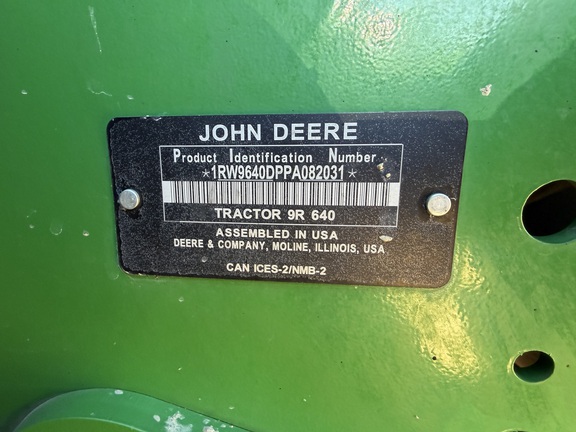 JOHN DEERE
Product Identification Number
*1RW9640DPPA082031*
TRACTOR 9R 640
ASSEMBLED IN USA
DEERE & COMPANY, MOLINE, ILLINOIS, USA
CAN ICES-2/NMB-2